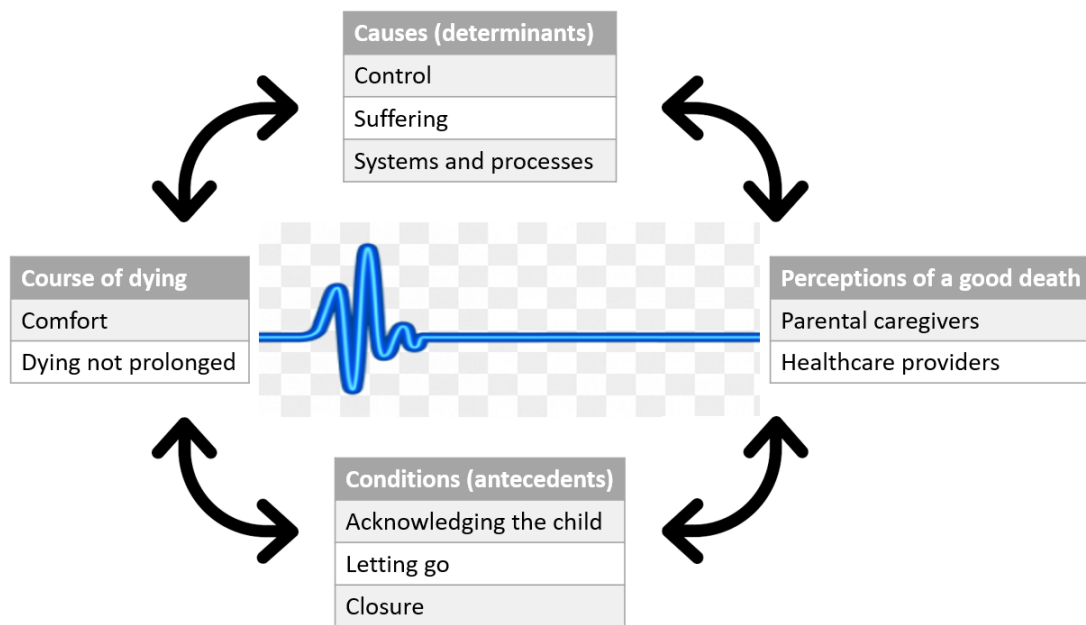 Causes (determinants)
Control
Suffering
Systems and processes
Course of dying
Comfort
Dying not prolonged
Perceptions of a good death
Parental caregivers
Healthcare providers
Conditions (antecedents)
Acknowledging the child
Letting go
Closure